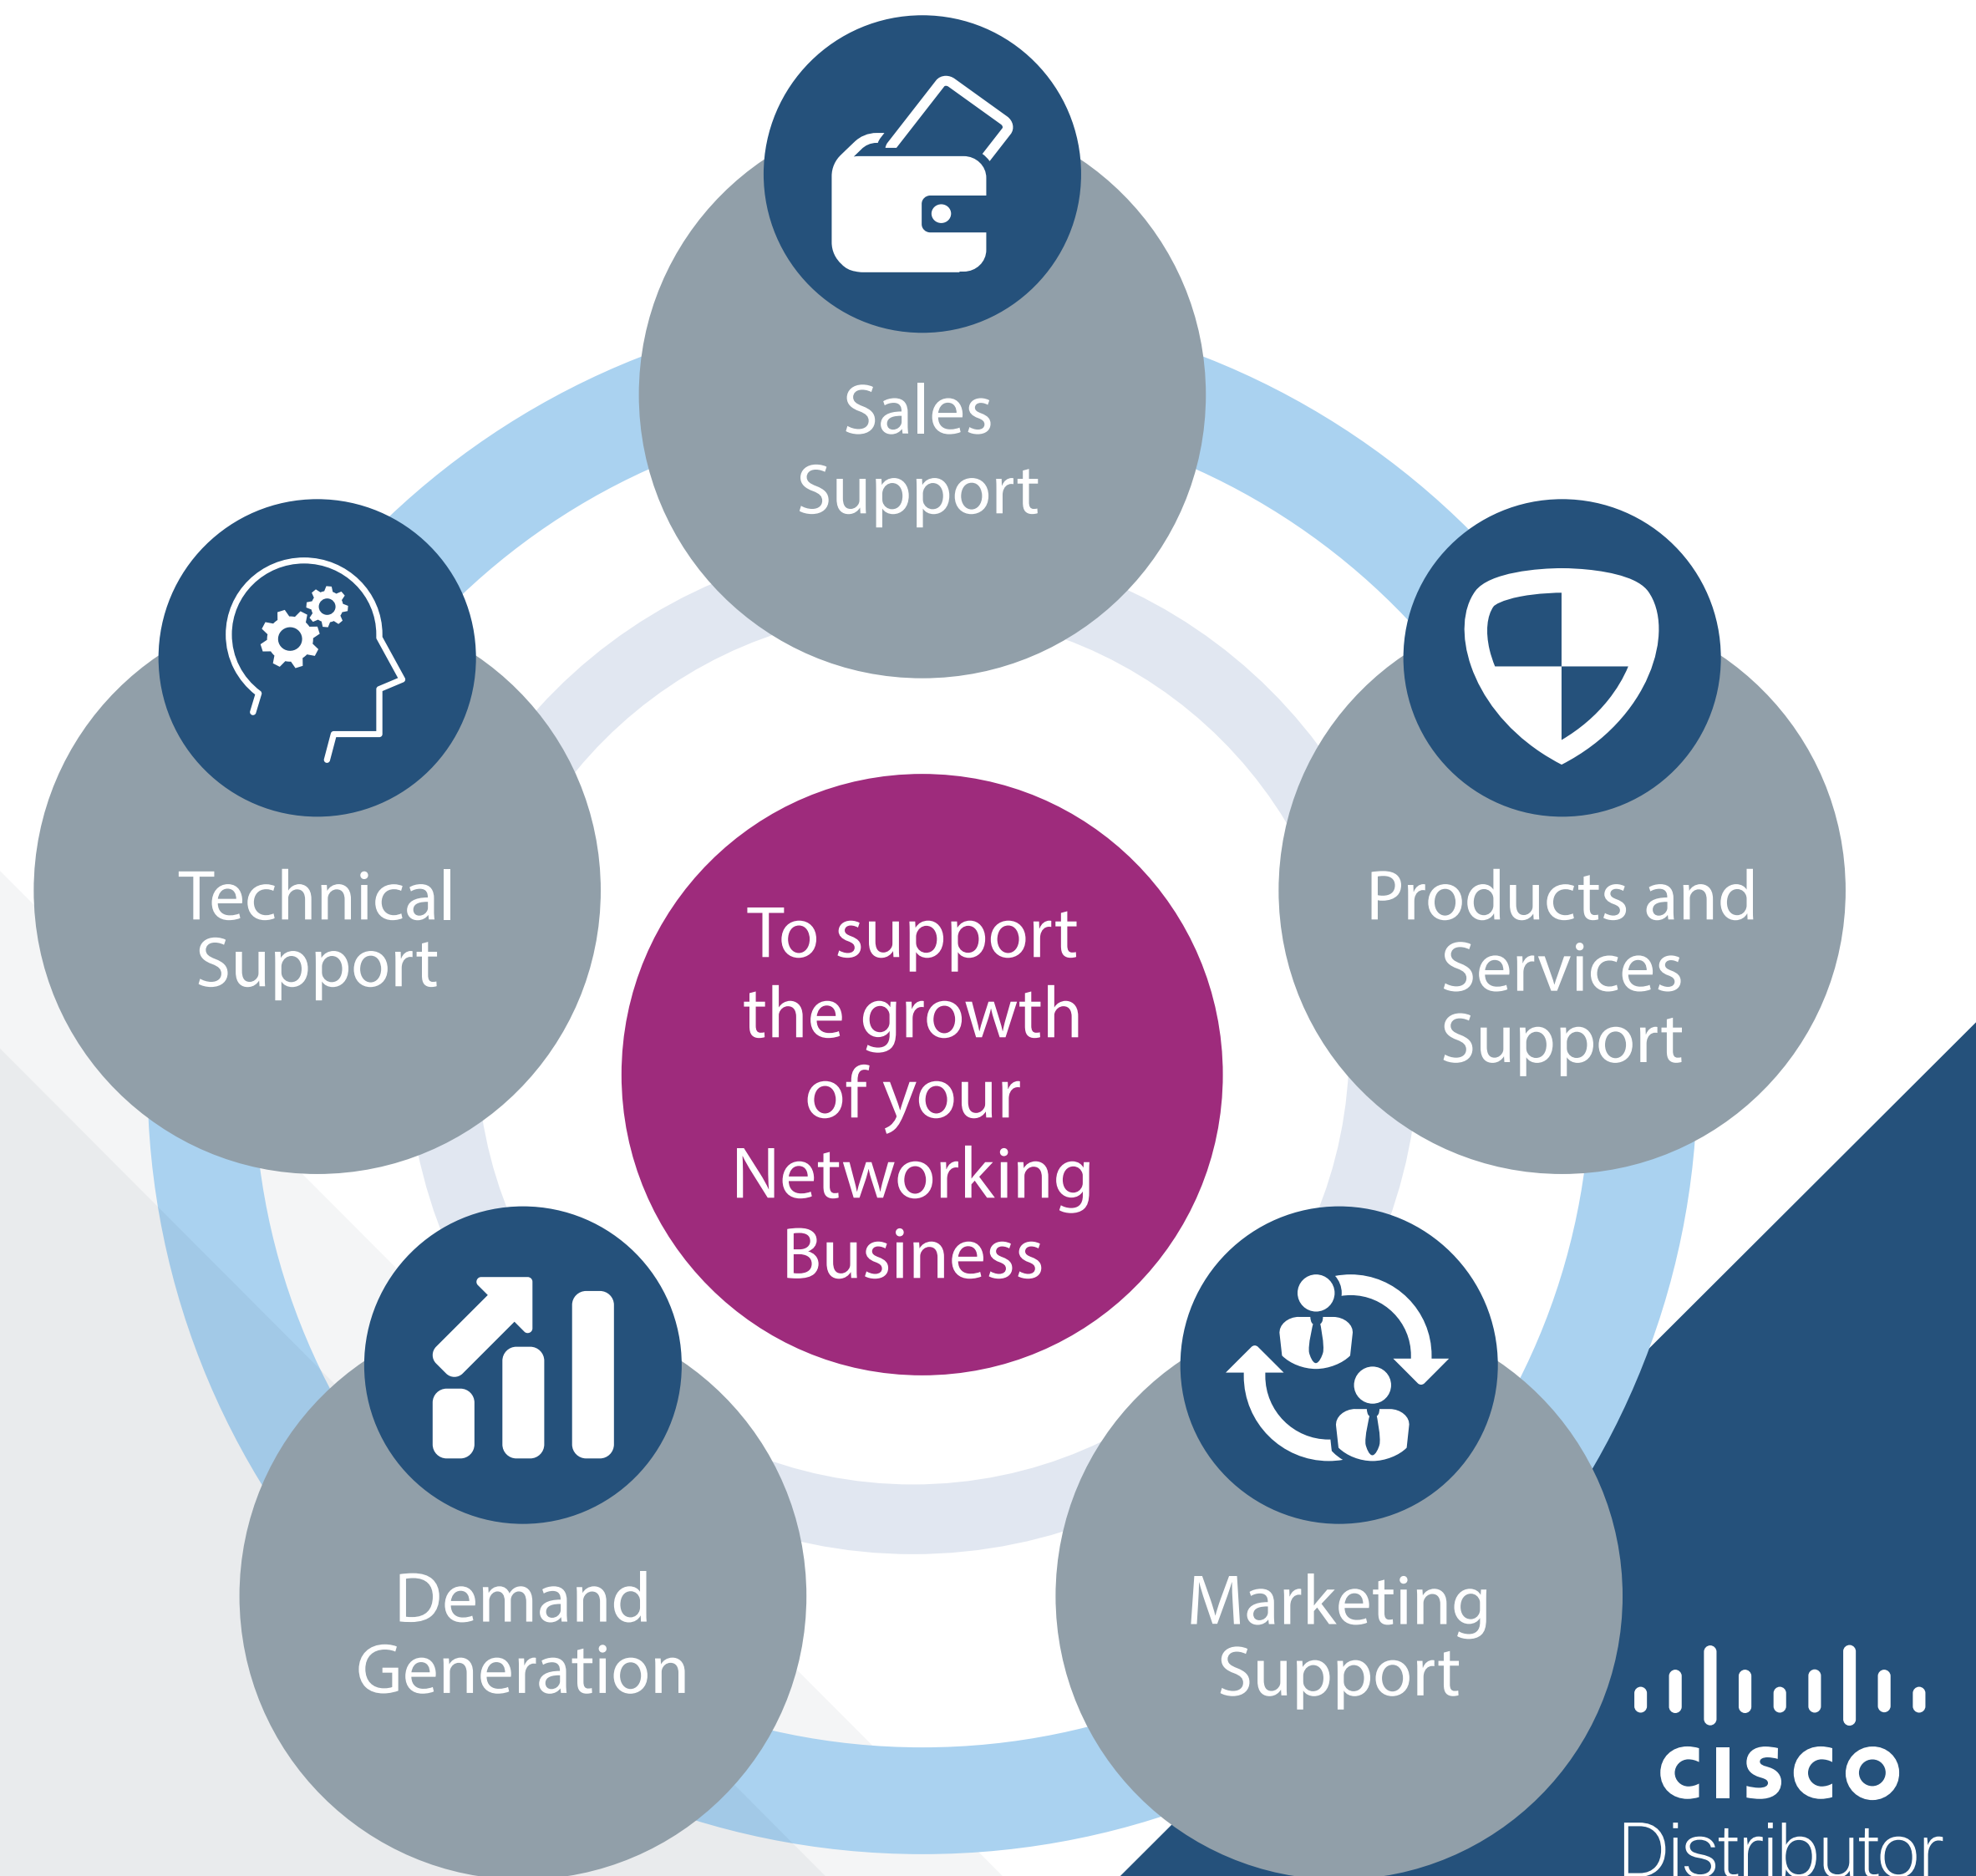 Sales
Support
Technical
Support
Products and
Services
Support
To support
the growth
of your
Networking
Business
Demand
Generation
Marketing
Support
CISCO
Distributor